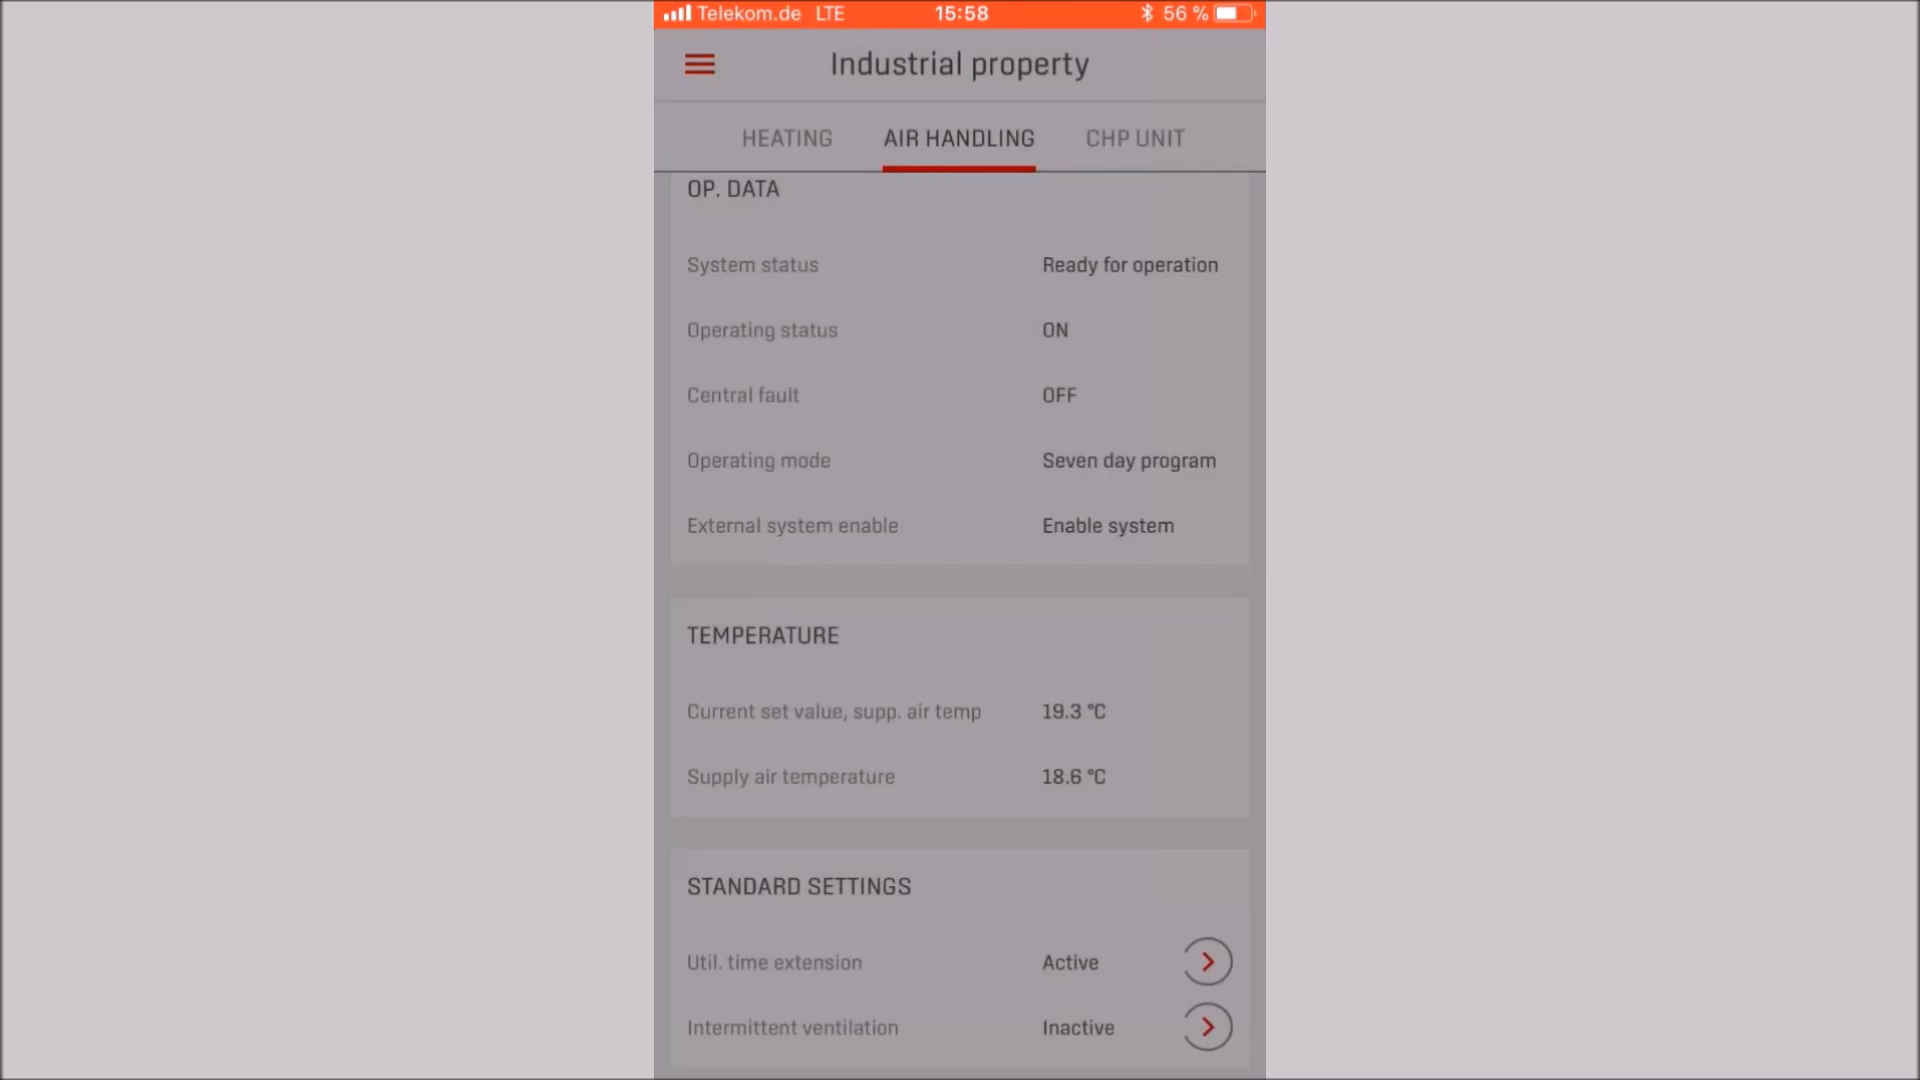 Telekom.de LTE 15:58 56 %
Industrial property
HEATING AIR HANDLING CHP UNIT
OP. DATA
System status Ready for operation
Operating status ON
Central fault OFF
Operating mode Seven day program
External system enable Enable system
TEMPERATURE
Current set value, supp. air temp 19.3 °C
Supply air temperature 18.6 °C
STANDARD SETTINGS
Util. time extension Active
Intermittent ventilation Inactive